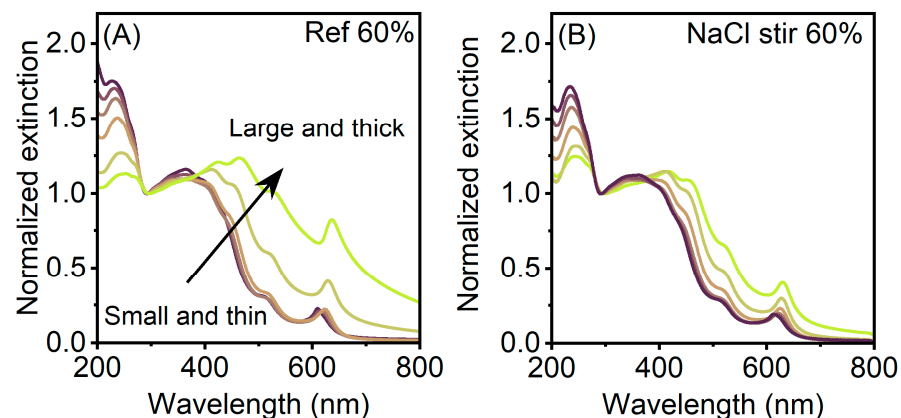 (A)
Ref 60%
2.0
1.5
1.0
0.5
0.0
Normalized extinction
Large and thick
Small and thin
200
400
600
800
Wavelength (nm)
(B)
NaCl stir 60%
2.0
1.5
1.0
0.5
0.0
Normalized extinction
200
400
600
800
Wavelength (nm)